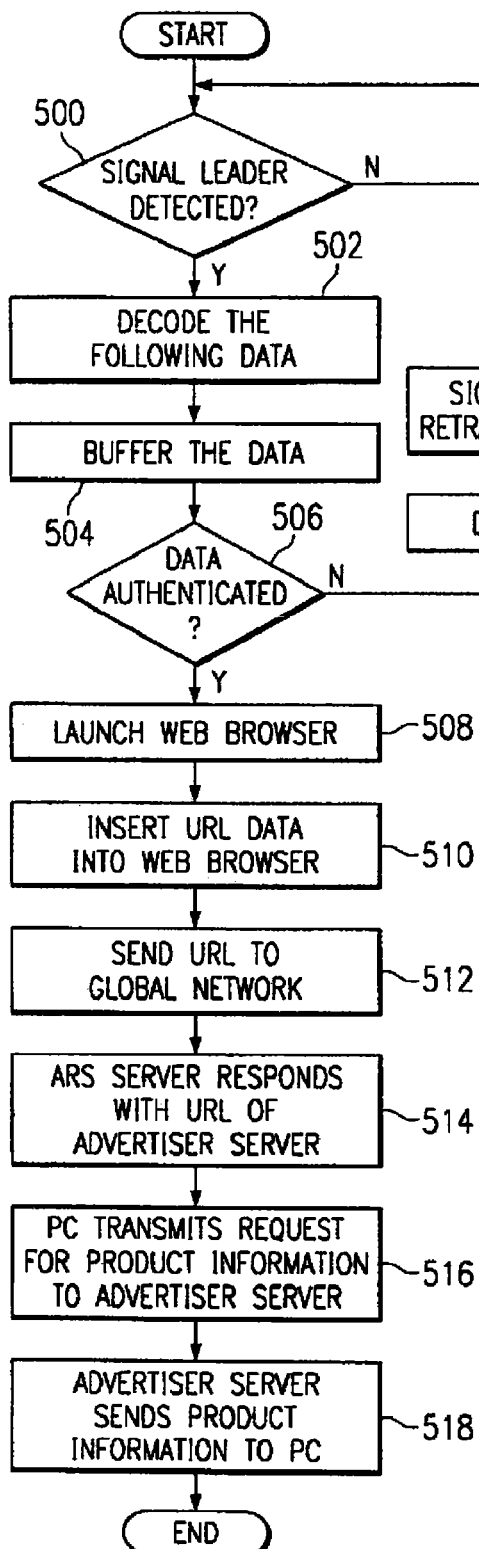 START
500
SIGNAL LEADER
DETECTED?
N
Y
502
DECODE THE
FOLLOWING DATA
BUFFER THE DATA
504
506
DATA
AUTHENTICATED
?
N
Y
LAUNCH WEB BROWSER
508
INSERT URL DATA
INTO WEB BROWSER
510
SEND URL TO
GLOBAL NETWORK
512
ARS SERVER RESPONDS
WITH URL OF
ADVERTISER SERVER
514
PC TRANSMITS REQUEST
FOR PRODUCT INFORMATION
TO ADVERTISER SERVER
516
ADVERTISER SERVER
SENDS PRODUCT
INFORMATION TO PC
518
END